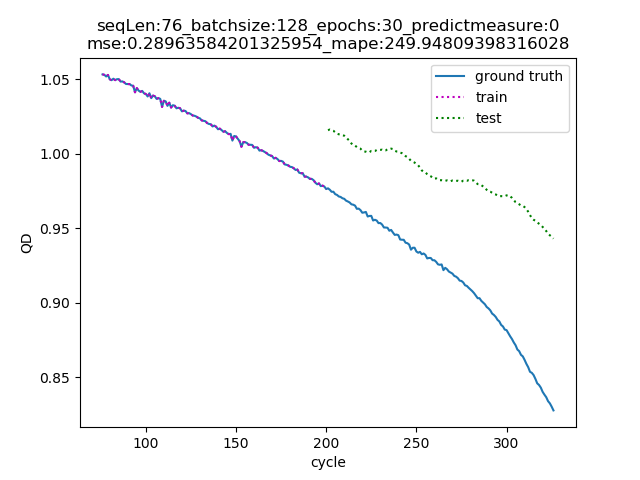 seqLen:76_batchsize:128_epochs:30_predictmeasure:0
mse:0.28963584201325954_mape:249.94809398316028
ground truth
train
test
1.05
1.00
0.95
0.90
0.85
QD
100
150
200
250
300
cycle